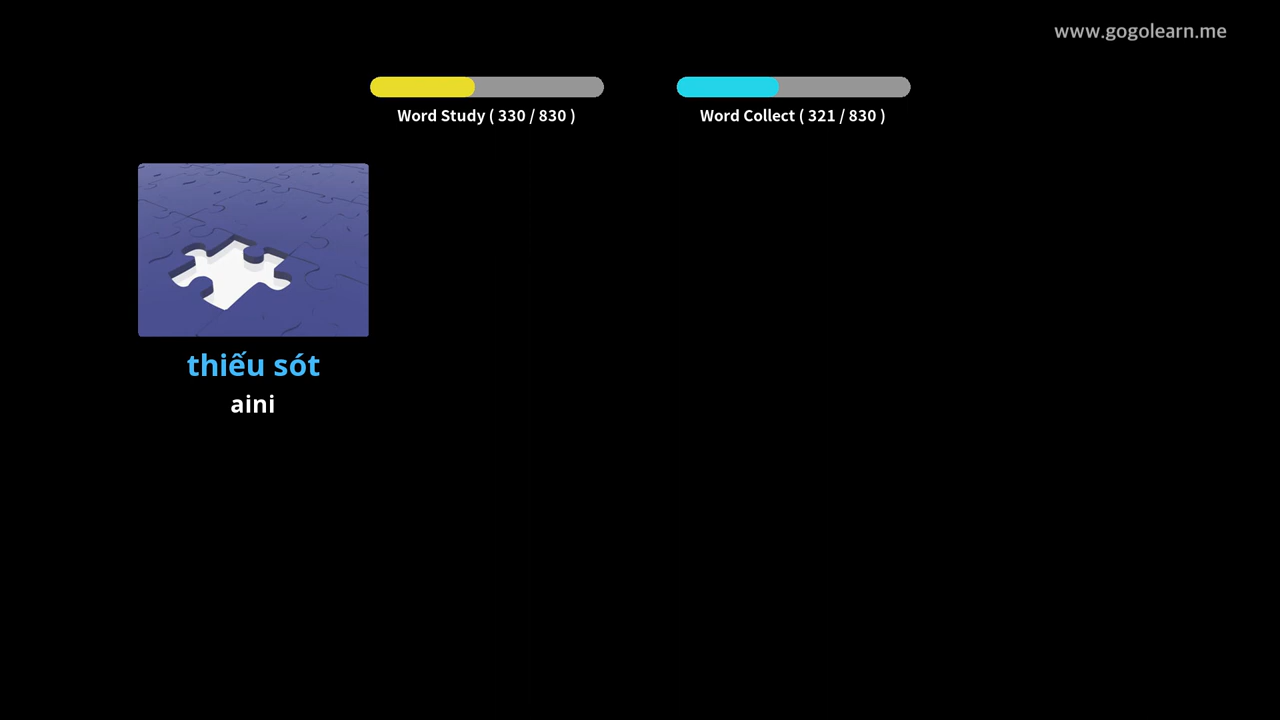 www.gogolearn.me
Word Study ( 330 / 830 )
Word Collect ( 321 / 830 )
thiếu sót
aini